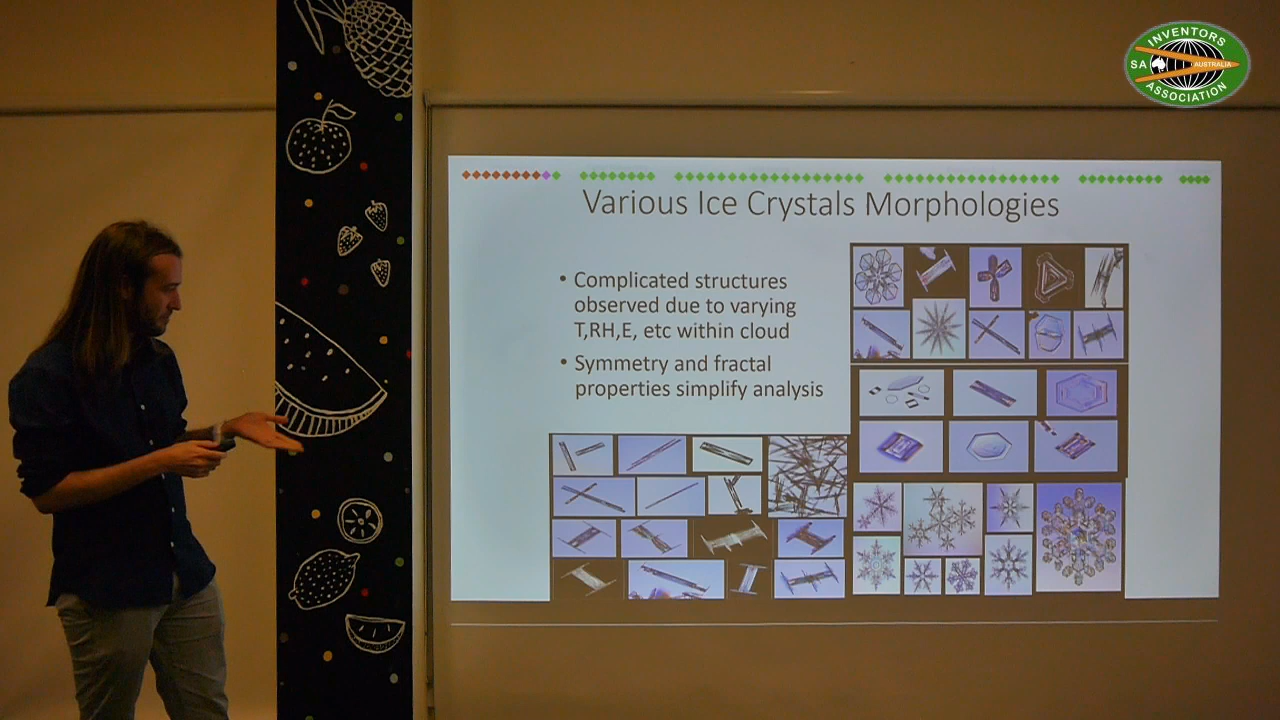 INVENTORS
SA AUSTRALIA
ASSOCIATION
Various Ice Crystals Morphologies
• Complicated structures
observed due to varying
T,RH,E, etc within cloud
• Symmetry and fractal
properties simplify analysis